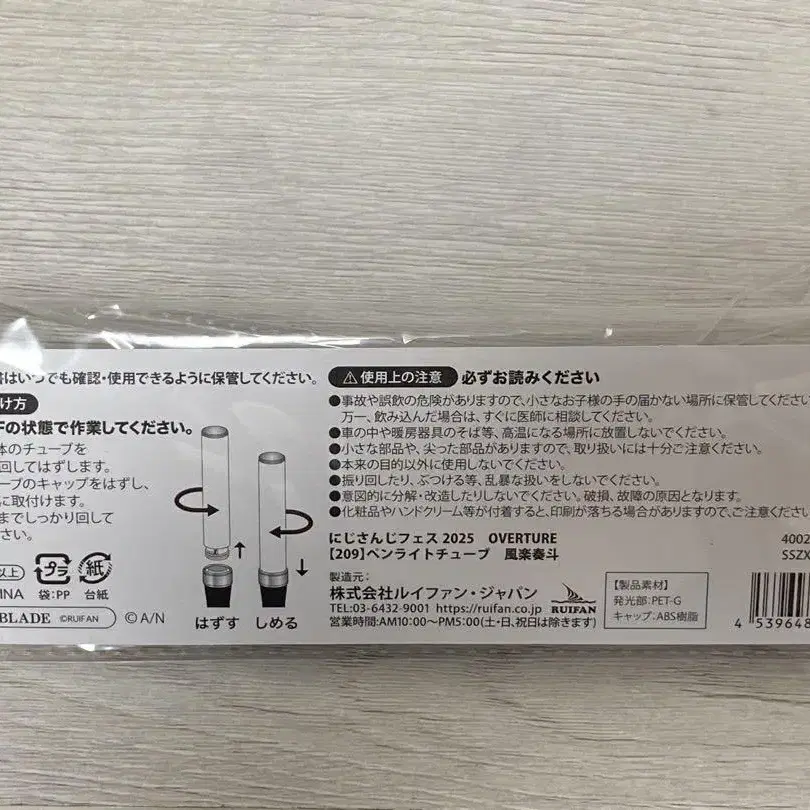 はいつでも確認・使用できるように保管してください。
け方
Fの状態で作業してください。
体のチューブを
回してはずします。
ーブのキャップをはずし、
に取付けます。
までしっかり回して
さい。
以上
プラ
袋:PP
紙
台紙
INA
BLADE ©RUIFAN
©A/N
はずす
しめる
⚠使用上の注意 必ずお読みください
●事故や誤飲の危険がありますので、小さなお子様の手の届かない場所に保管してください
万一、飲み込んだ場合は、すぐに医師に相談してください。
●車の中や暖房器具のそば等、高温になる場所に放置しないでください。
●小さな部品や、尖った部品がありますので、取り扱いには十分ご注意ください。
●本来の目的以外に使用しないでください。
●振り回したり、ぶつける等、乱暴な扱いをしないでください。
●意図的に分解・改造したりしないでください。破損、故障の原因となります。
●化粧品やハンドクリーム等が付着すると、印刷が落ちる場合がありますので、ご注意ください
にじさんじフェス 2025 OVERTURE
【209】ペンライトチューブ 風楽奏斗
4002
SSZX
製造元:
株式会社ルイファン・ジャパン
TEL:03-6432-9001 https://ruifan.co.jp
営業時間:AM10:00~PM5:00(土・日、祝日は除きます)
RUIFAN
【製品素材】
発光部:PET-G
キャップ:ABS樹脂
4 539648